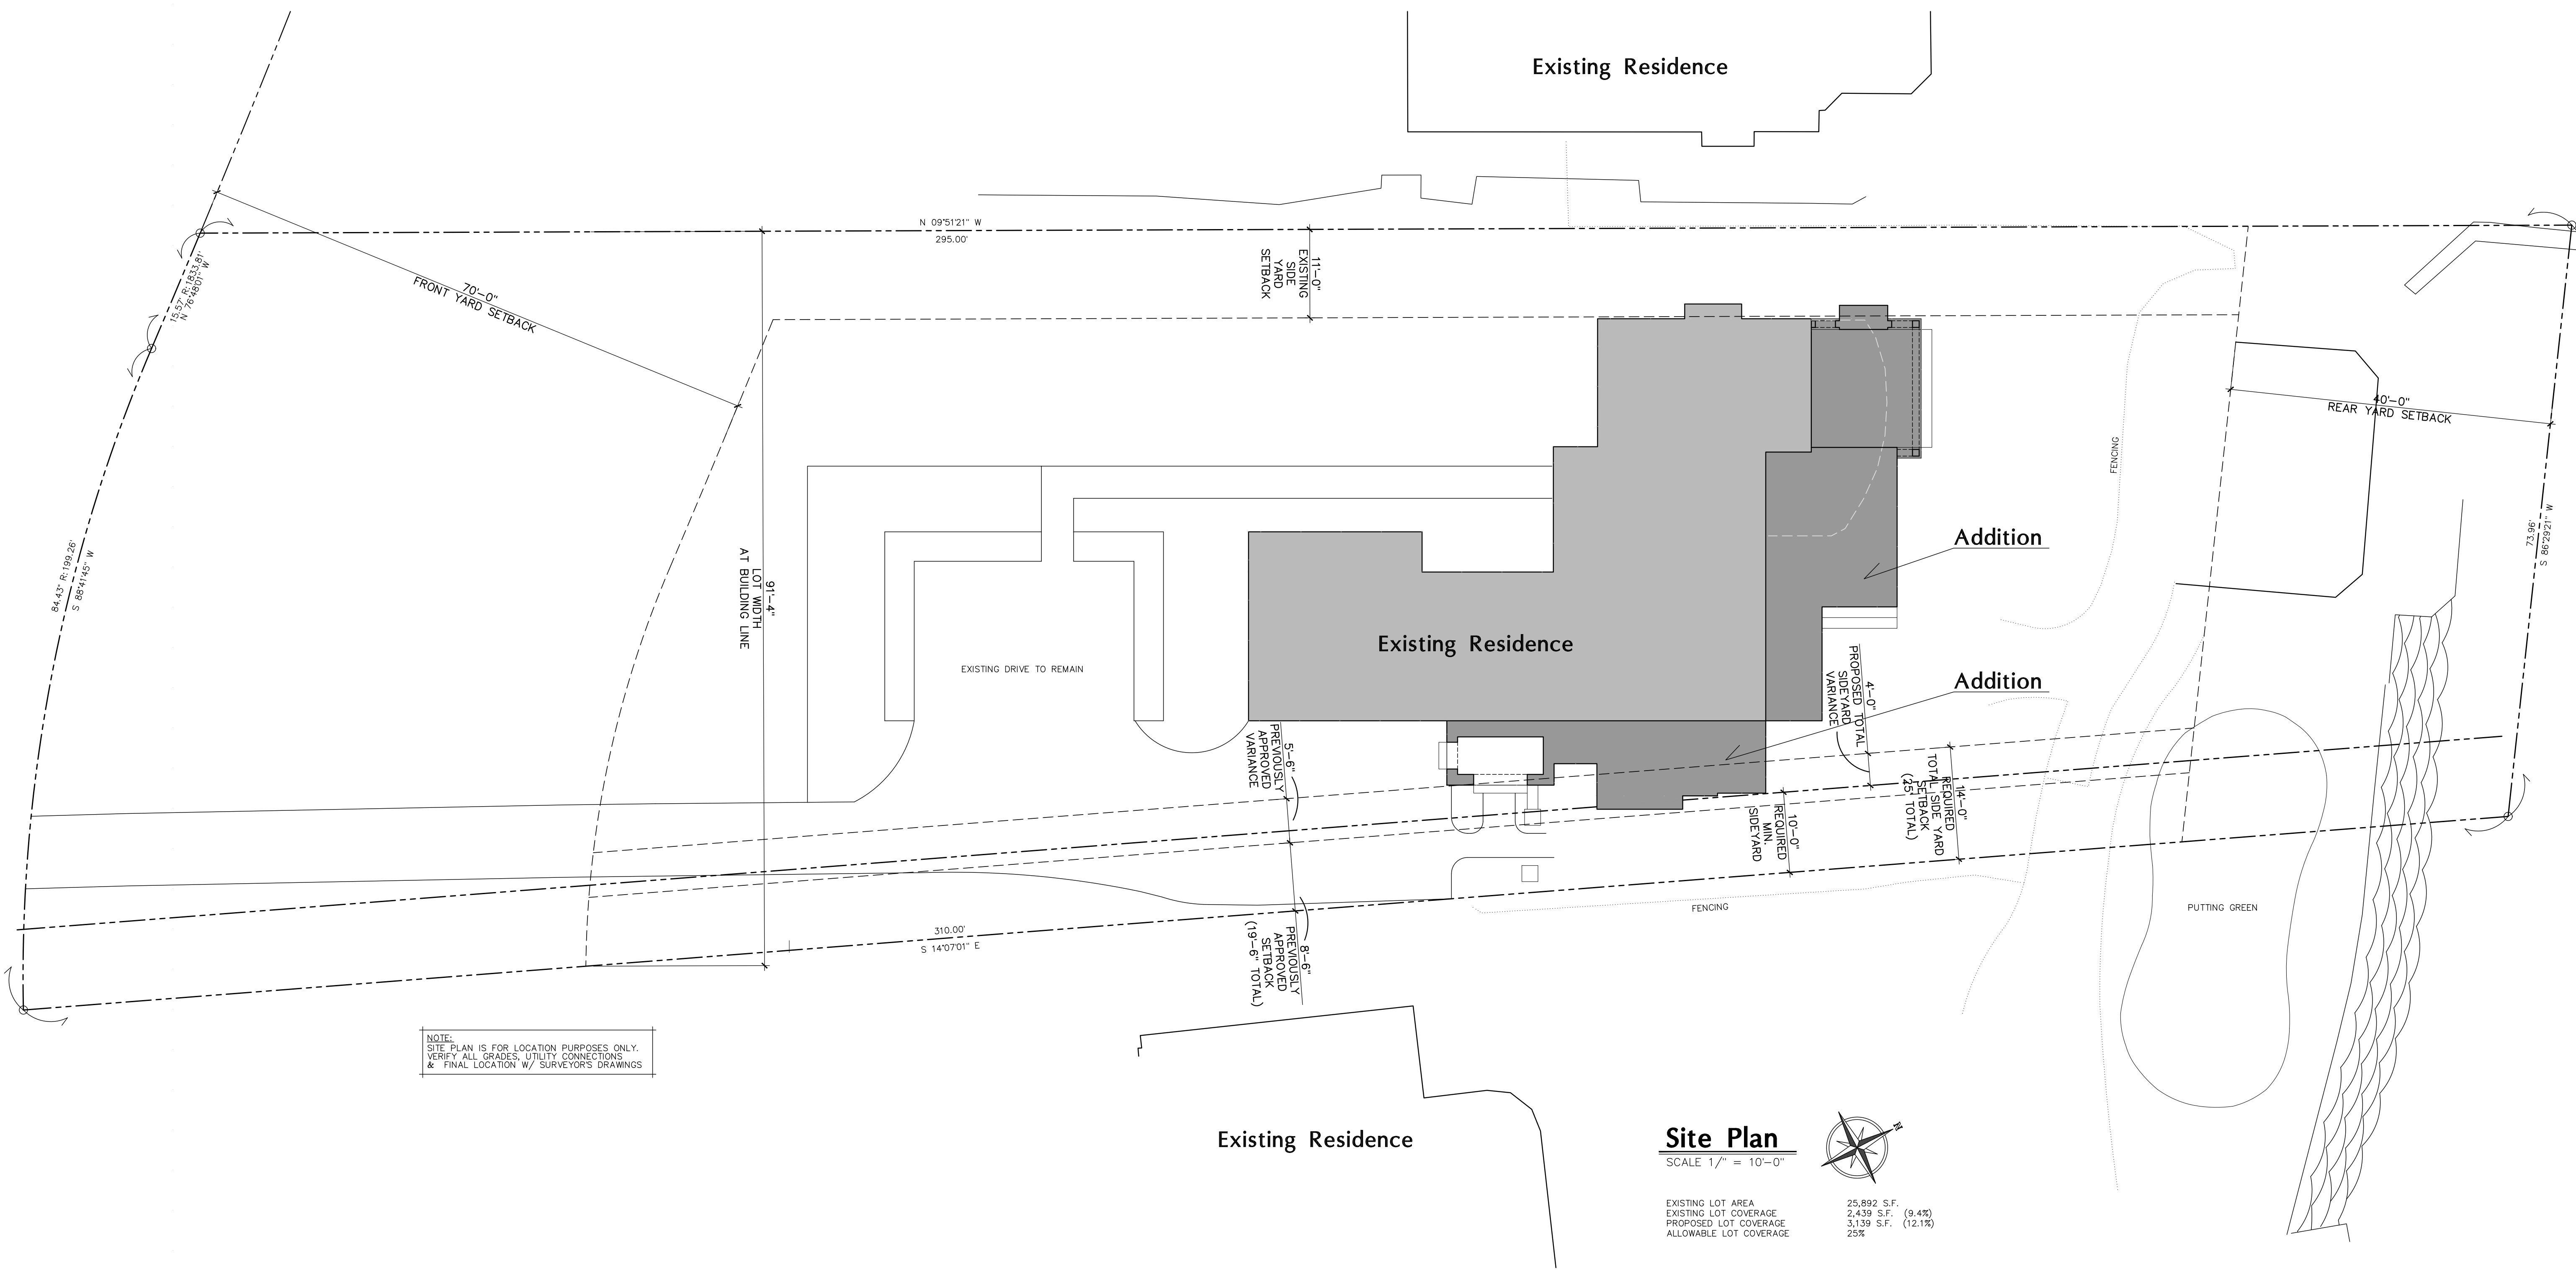 Existing Residence
N 09°51'21" W
295.00'
15.57' R:1833.81'
N 76°48'01" W
70'-0"
FRONT YARD SETBACK
11'-0"
EXISTING
SIDE
YARD
SETBACK
40'-0"
REAR YARD SETBACK
FENCING
84.43' R:199.26'
S 88°41'45" W
91'-4"
LOT WIDTH
AT BUILDING LINE
EXISTING DRIVE TO REMAIN
Existing Residence
Addition
Addition
73.96'
S 86°29'21" W
4'-0"
PROPOSED TOTAL
SIDEYARD
VARIANCE
5'-6"
PREVIOUSLY
APPROVED
VARIANCE
10'-0"
REQUIRED
MIN.
SIDEYARD
14'-0"
REQUIRED
TOTAL SIDE YARD
SETBACK
(25' TOTAL)
8'-6"
PREVIOUSLY
APPROVED
SETBACK
(19'-6" TOTAL)
FENCING
PUTTING GREEN
310.00'
S 14°07'01" E
NOTE:
SITE PLAN IS FOR LOCATION PURPOSES ONLY.
VERIFY ALL GRADES, UTILITY CONNECTIONS
& FINAL LOCATION W/ SURVEYOR'S DRAWINGS
Existing Residence
Site Plan
SCALE 1/" = 10'-0"
N
EXISTING LOT AREA 25,892 S.F.
EXISTING LOT COVERAGE 2,439 S.F. (9.4%)
PROPOSED LOT COVERAGE 3,139 S.F. (12.1%)
ALLOWABLE LOT COVERAGE 25%